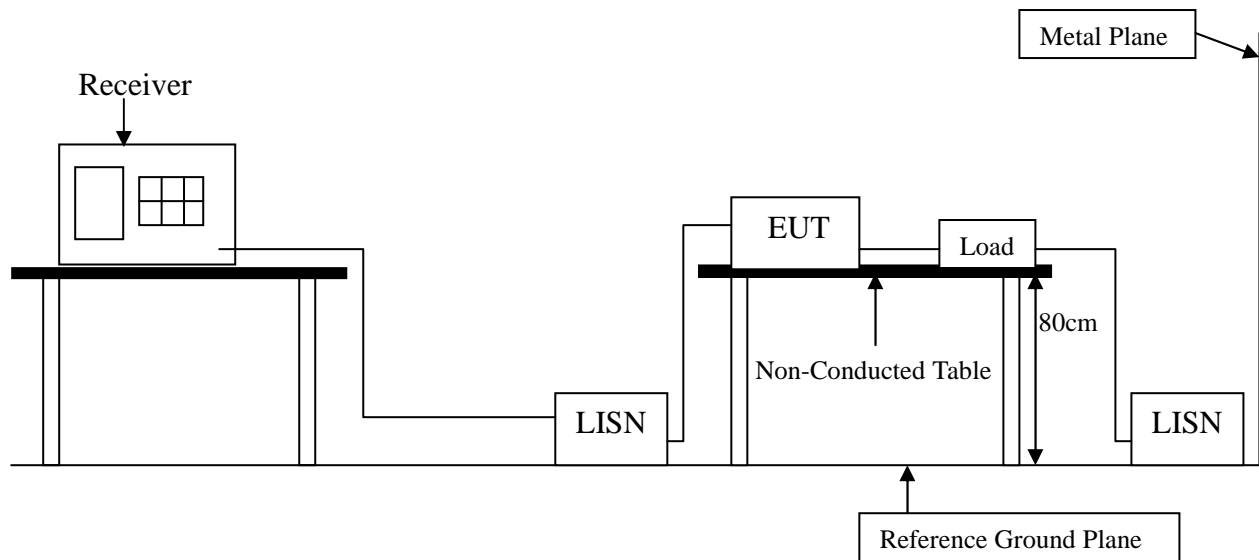 Metal Plane
Receiver
EUT
Load
80cm
Non-Conducted Table
LISN
LISN
Reference Ground Plane